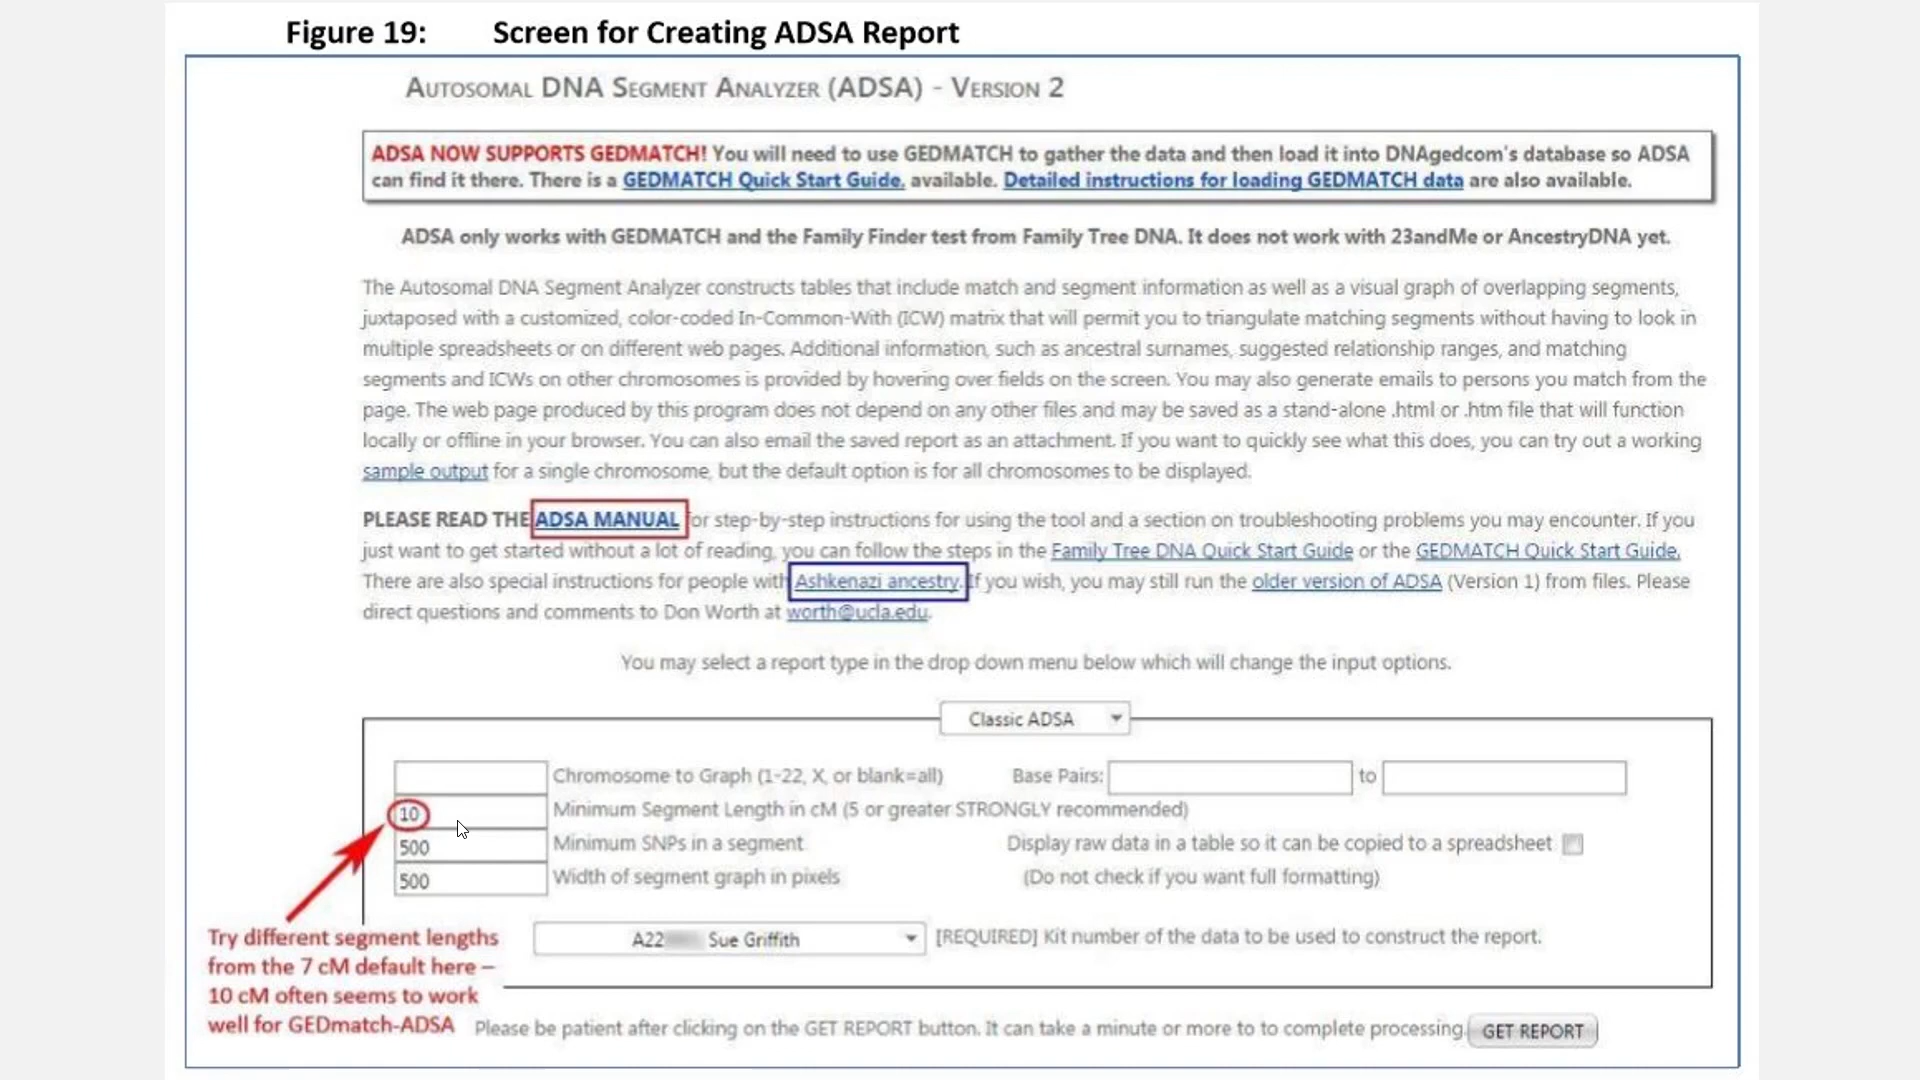 Figure 19: Screen for Creating ADSA Report
AUTOSOMAL DNA SEGMENT ANALYZER (ADSA) - VERSION 2
ADSA NOW SUPPORTS GEDMATCH! You will need to use GEDMATCH to gather the data and then load it into DNAgedcom's database so ADSA
can find it there. There is a GEDMATCH Quick Start Guide. available. Detailed instructions for loading GEDMATCH data are also available.
ADSA only works with GEDMATCH and the Family Finder test from Family Tree DNA. It does not work with 23andMe or AncestryDNA yet.
The Autosomal DNA Segment Analyzer constructs tables that include match and segment information as well as a visual graph of overlapping segments,
juxtaposed with a customized, color-coded In-Common-With (ICW) matrix that will permit you to triangulate matching segments without having to look in
multiple spreadsheets or on different web pages. Additional information, such as ancestral surnames, suggested relationship ranges, and matching
segments and ICWs on other chromosomes is provided by hovering over fields on the screen. You may also generate emails to persons you match from the
page. The web page produced by this program does not depend on any other files and may be saved as a stand-alone .html or .htm file that will function
locally or offline in your browser. You can also email the saved report as an attachment. If you want to quickly see what this does, you can try out a working
sample output for a single chromosome, but the default option is for all chromosomes to be displayed.
PLEASE READ THE ADSA MANUAL or step-by-step instructions for using the tool and a section on troubleshooting problems you may encounter. If you
just want to get started without a lot of reading, you can follow the steps in the Family Tree DNA Quick Start Guide or the GEDMATCH Quick Start Guide.
There are also special instructions for people with Ashkenazi ancestry. If you wish, you may still run the older version of ADSA (Version 1) from files. Please
direct questions and comments to Don Worth at worth@ucla.edu.
You may select a report type in the drop down menu below which will change the input options.
Classic ADSA
Chromosome to Graph (1-22, X, or blank=all) Base Pairs: to
10 Minimum Segment Length in cM (5 or greater STRONGLY recommended)
500 Minimum SNPs in a segment Display raw data in a table so it can be copied to a spreadsheet
500 Width of segment graph in pixels (Do not check if you want full formatting)
A22 Sue Griffith [REQUIRED] Kit number of the data to be used to construct the report.
Try different segment lengths
from the 7 cM default here –
10 cM often seems to work
well for GEDmatch-ADSA
Please be patient after clicking on the GET REPORT button. It can take a minute or more to to complete processing. GET REPORT